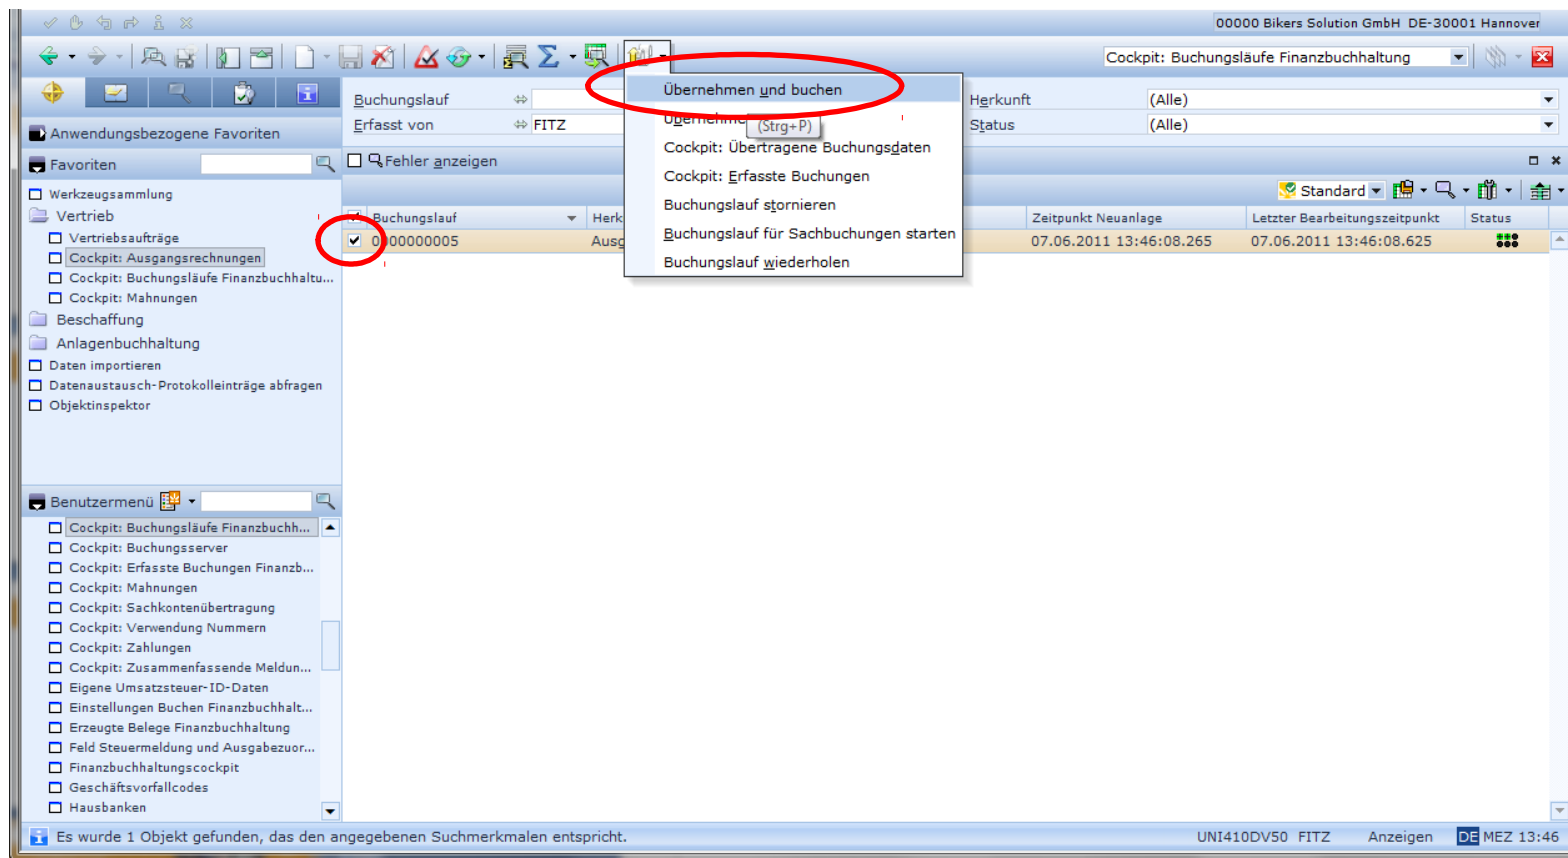 00000 Bikers Solution GmbH DE-30001 Hannover
Cockpit: Buchungsläufe Finanzbuchhaltung
Übernehmen und buchen
(Strg+P)
Cockpit: Übertragene Buchungsdaten
Cockpit: Erfasste Buchungen
Buchungslauf stornieren
Buchungslauf für Sachbuchungen starten
Buchungslauf wiederholen
Buchungslauf
Herkunft (Alle)
Erfasst von FITZ
Status (Alle)
Fehler anzeigen
Standard
Buchungslauf Herk Zeitpunkt Neuanlage Letzter Bearbeitungszeitpunkt Status
0000000005 Ausg 07.06.2011 13:46:08.265 07.06.2011 13:46:08.625
Anwendungsbezogene Favoriten
Favoriten
Werkzeugsammlung
Vertrieb
Vertriebsaufträge
Cockpit: Ausgangsrechnungen
Cockpit: Buchungsläufe Finanzbuchhaltu...
Cockpit: Mahnungen
Beschaffung
Anlagenbuchhaltung
Daten importieren
Datenaustausch-Protokolleinträge abfragen
Objektinspektor
Benutzermenü
Cockpit: Buchungsläufe Finanzbuchh...
Cockpit: Buchungsserver
Cockpit: Erfasste Buchungen Finanzb...
Cockpit: Mahnungen
Cockpit: Sachkontenübertragung
Cockpit: Verwendung Nummern
Cockpit: Zahlungen
Cockpit: Zusammenfassende Meldun...
Eigene Umsatzsteuer-ID-Daten
Einstellungen Buchen Finanzbuchhalt...
Erzeugte Belege Finanzbuchhaltung
Feld Steuermeldung und Ausgabezuor...
Finanzbuchhaltungscockpit
Geschäftsvorfallcodes
Hausbanken
Es wurde 1 Objekt gefunden, das den angegebenen Suchmerkmalen entspricht.
UNI410DV50 FITZ Anzeigen DE MEZ 13:46